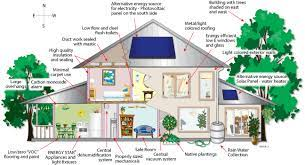 Alternative energy source
for electricity - Photovoltaic
panel on the south side
Building with trees
shaded and west
Low flow and dual
flush toilets
Metal/light
colored roofing
Duct work sealed
with mastic
Energy efficient
low E windows
and glass
High quality
insulation and
sealing
Light colored exterior walls
Minimal
carpet use
Alternative energy source
Solar Panel - water
Large
overhangs
Carbon monoxide
alarm
Low/zero "VOC"
flooring and paint
ENERGY STAR
Appliances and
light fixtures
Central
dehumidification
system
Properly sized
mechanicals
Safe Room
Central
vacuum system
Native plantings
Rain Water
Collection